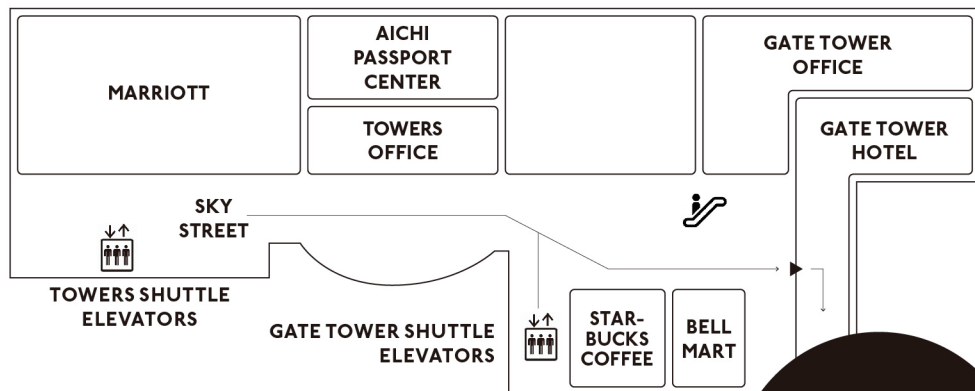 MARRIOTT
AICHI
PASSPORT
CENTER
TOWERS
OFFICE
GATE TOWER
OFFICE
GATE TOWER
HOTEL
SKY
STREET
TOWERS SHUTTLE
ELEVATORS
GATE TOWER SHUTTLE
ELEVATORS
STAR-
BUCKS
COFFEE
BELL
MART